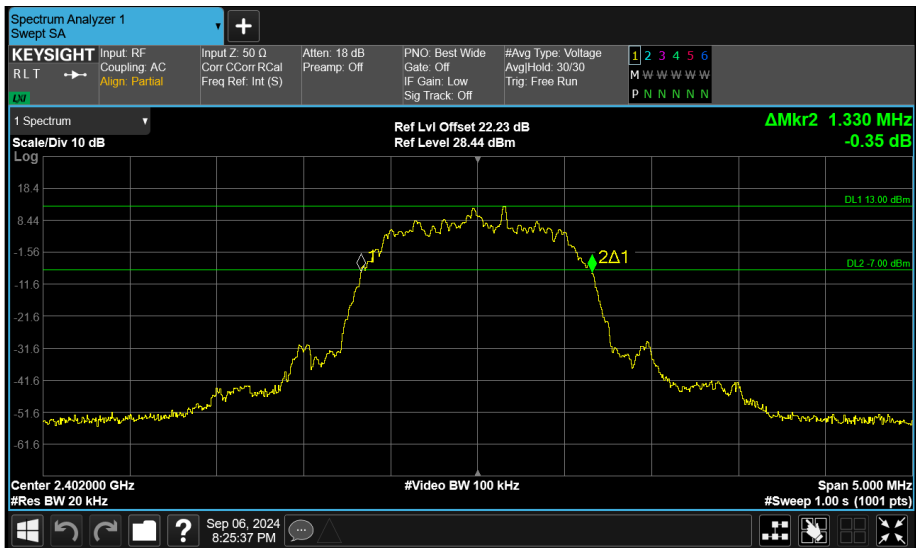 Spectrum Analyzer 1
Swept SA
+
KEYSIGHT
RLT
LXI
Input: RF
Coupling: AC
Align: Partial
Input Z: 50 Ω
Corr CCorr RCal
Freq Ref: Int (S)
Atten: 18 dB
Preamp: Off
PNO: Best Wide
Gate: Off
IF Gain: Low
Sig Track: Off
#Avg Type: Voltage
Avg|Hold: 30/30
Trig: Free Run
1 2 3 4 5 6
M W W W W W
P N N N N N
1 Spectrum
Scale/Div 10 dB
Ref Lvl Offset 22.23 dB
Ref Level 28.44 dBm
ΔMkr2 1.330 MHz
-0.35 dB
Log
18.4
DL1 13.00 dBm
8.44
-1.56
1
2Δ1
DL2 -7.00 dBm
-11.6
-21.6
-31.6
-41.6
-51.6
-61.6
Center 2.402000 GHz
#Video BW 100 kHz
Span 5.000 MHz
#Res BW 20 kHz
#Sweep 1.00 s (1001 pts)
?
Sep 06, 2024
8:25:37 PM